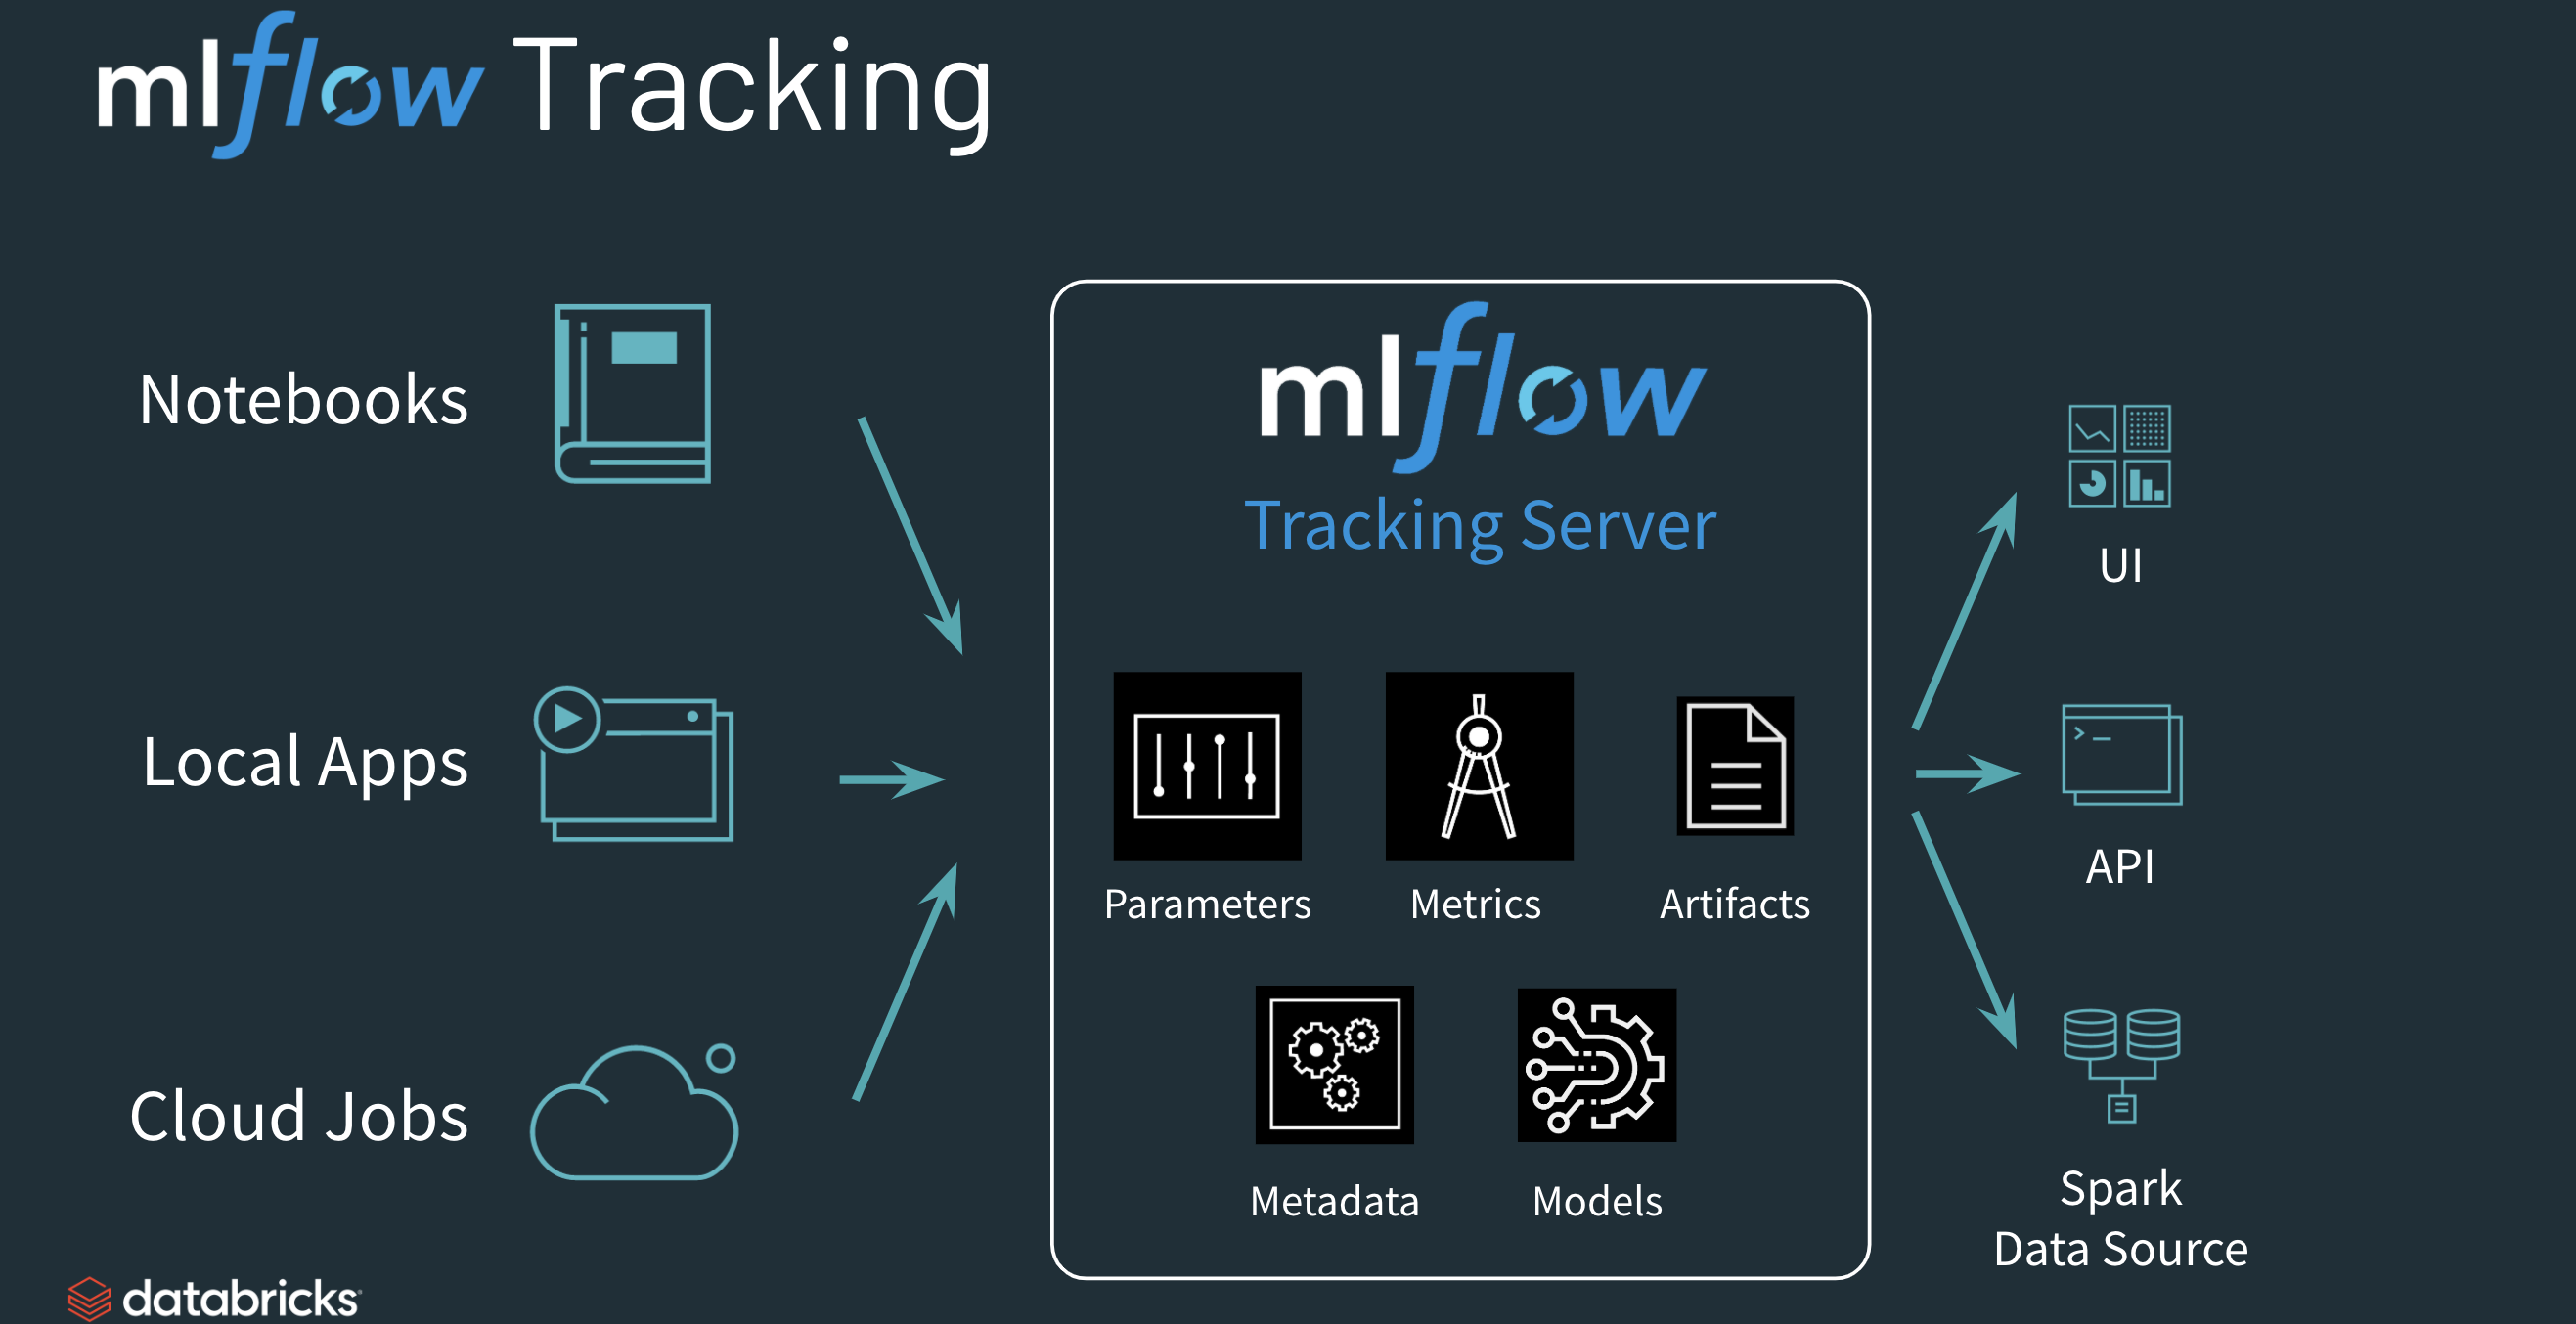 mlflow Tracking
Notebooks
Local Apps
Cloud Jobs
mlflow
Tracking Server
Parameters
Metrics
Artifacts
Metadata
Models
UI
API
Spark
Data Source
databricks